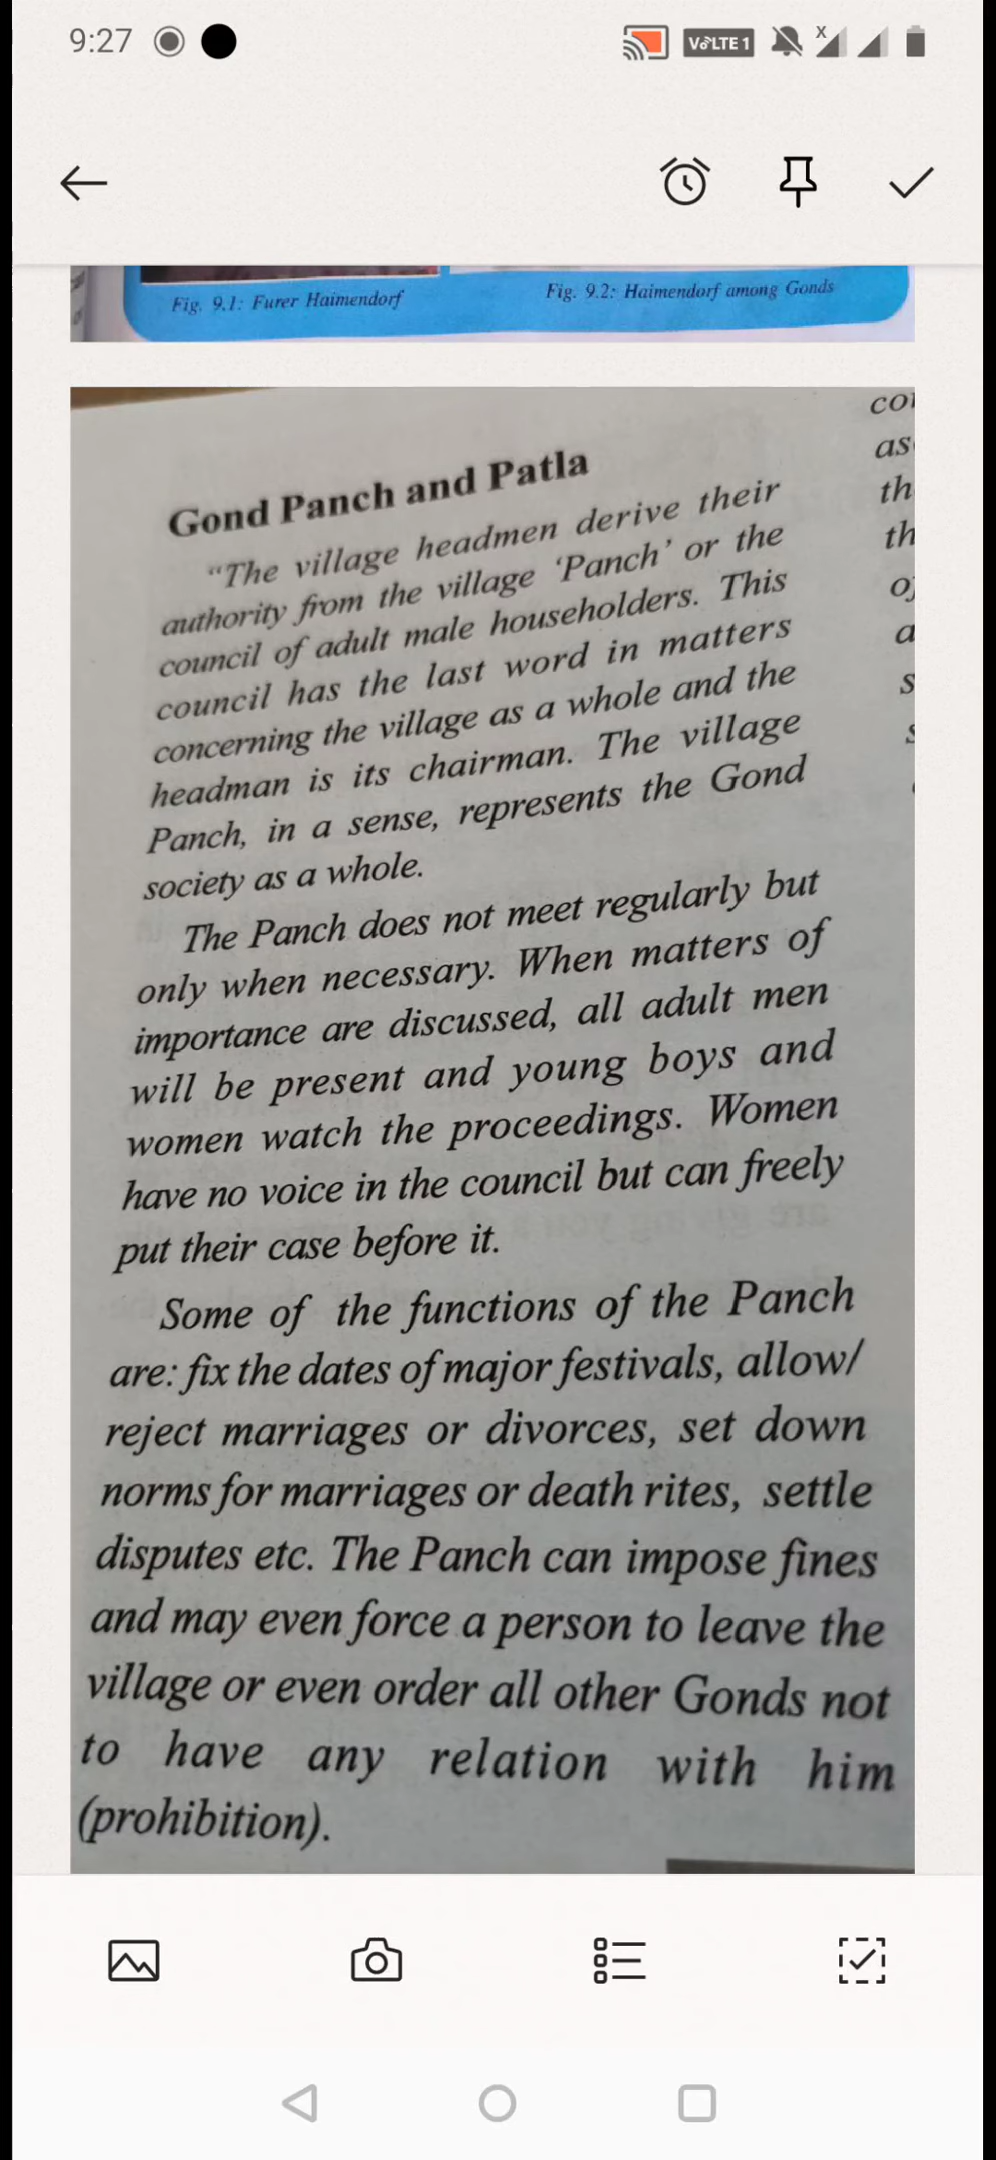 9:27
VoLTE 1
X
Fig. 9.1: Furer Haimendorf
Fig. 9.2: Haimendorf among Gonds
Gond Panch and Patla
“The village headmen derive their
authority from the village ‘Panch’ or the
council of adult male householders. This
council has the last word in matters
concerning the village as a whole and the
headman is its chairman. The village
Panch, in a sense, represents the Gond
society as a whole.
The Panch does not meet regularly but
only when necessary. When matters of
importance are discussed, all adult men
will be present and young boys and
women watch the proceedings. Women
have no voice in the council but can freely
put their case before it.
Some of the functions of the Panch
are: fix the dates of major festivals, allow/
reject marriages or divorces, set down
norms for marriages or death rites, settle
disputes etc. The Panch can impose fines
and may even force a person to leave the
village or even order all other Gonds not
to have any relation with him
(prohibition).